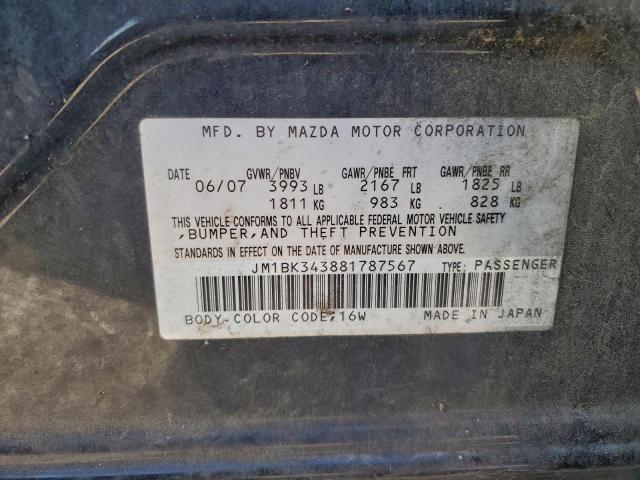 MFD. BY MAZDA MOTOR CORPORATION
DATE GVWR/PNBV GAWR/PNBE FRT GAWR/PNBE RR
06/07 3993 LB 2167 LB 1825 LB
1811 KG 983 KG 828 KG
THIS VEHICLE CONFORMS TO ALL APPLICABLE FEDERAL MOTOR VEHICLE SAFETY
,BUMPER,AND THEFT PREVENTION
STANDARDS IN EFFECT ON THE DATE OF MANUFACTURE SHOWN ABOVE.
JM1BK343881787567 TYPE: PASSENGER
BODY COLOR CODE;16W MADE IN JAPAN